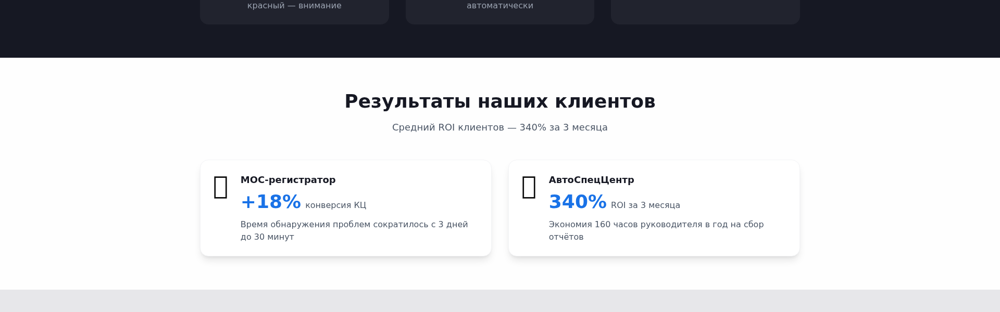 красный — внимание
автоматически
Результаты наших клиентов
Средний ROI клиентов — 340% за 3 месяца
МОС-регистратор
+18% конверсия КЦ
Время обнаружения проблем сократилось с 3 дней
до 30 минут
АвтоСпецЦентр
340% ROI за 3 месяца
Экономия 160 часов руководителя в год на сбор
отчётов